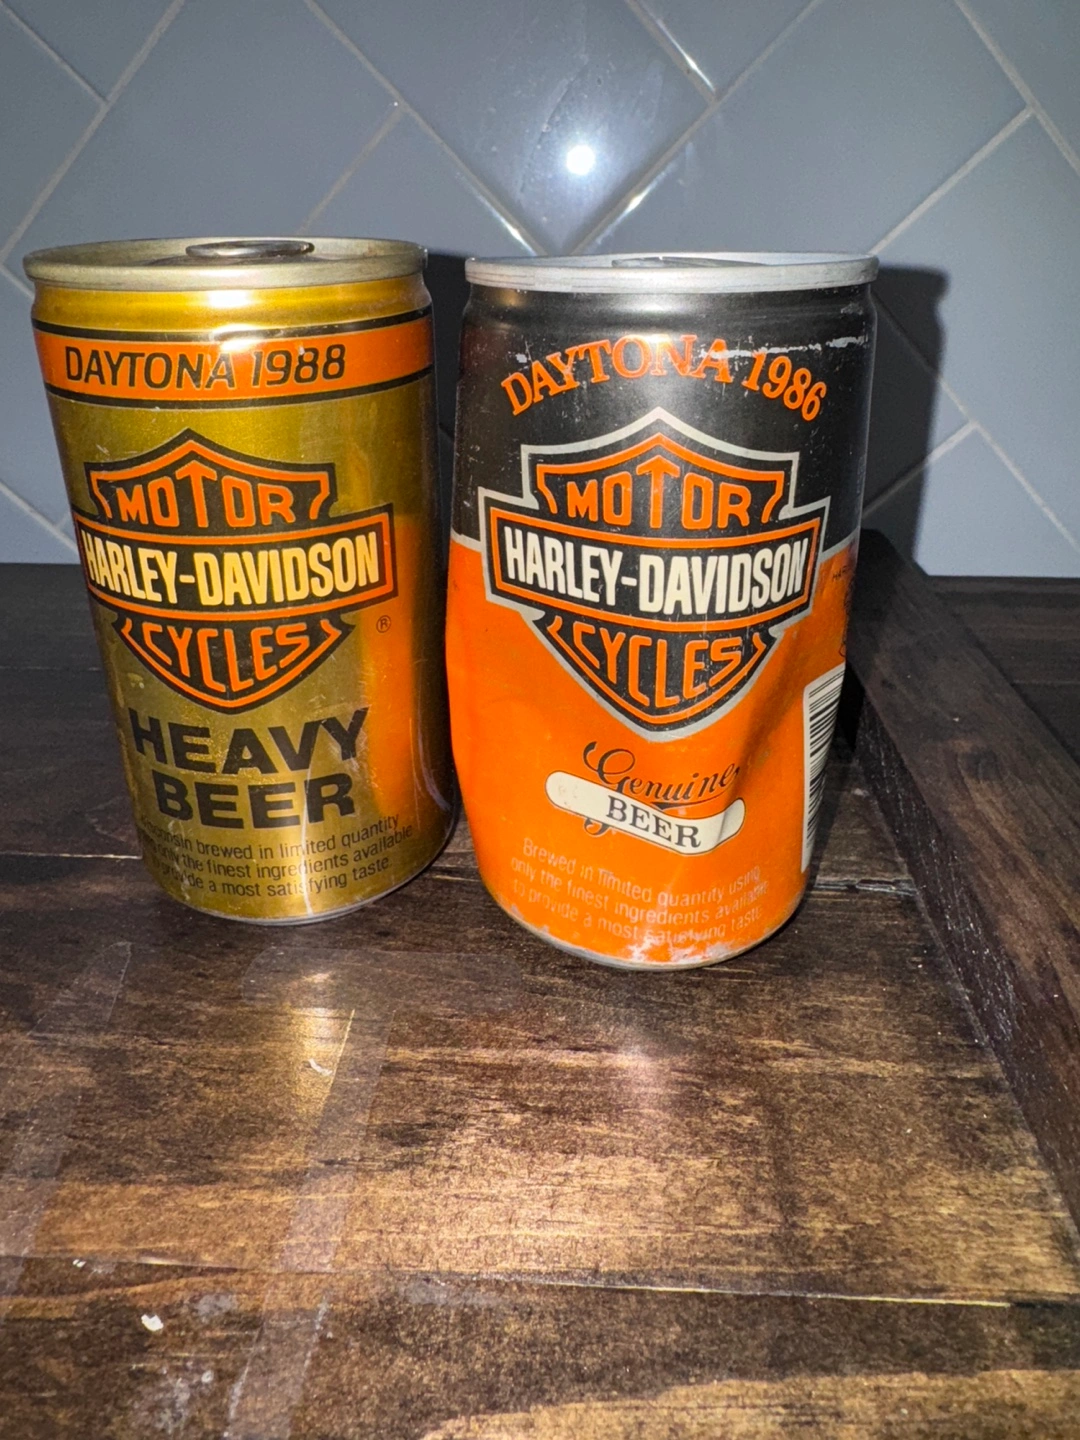 DAYTONA 1988
MOTOR
HARLEY-DAVIDSON
CYCLES
®
HEAVY
BEER
brewed in limited quantity
only the finest ingredients available
a most satisfying taste
DAYTONA 1986
MOTOR
HARLEY-DAVIDSON
CYCLES
Genuine
BEER
Brewed in limited quantity using
only the finest ingredients available
to provide a most satisfying taste